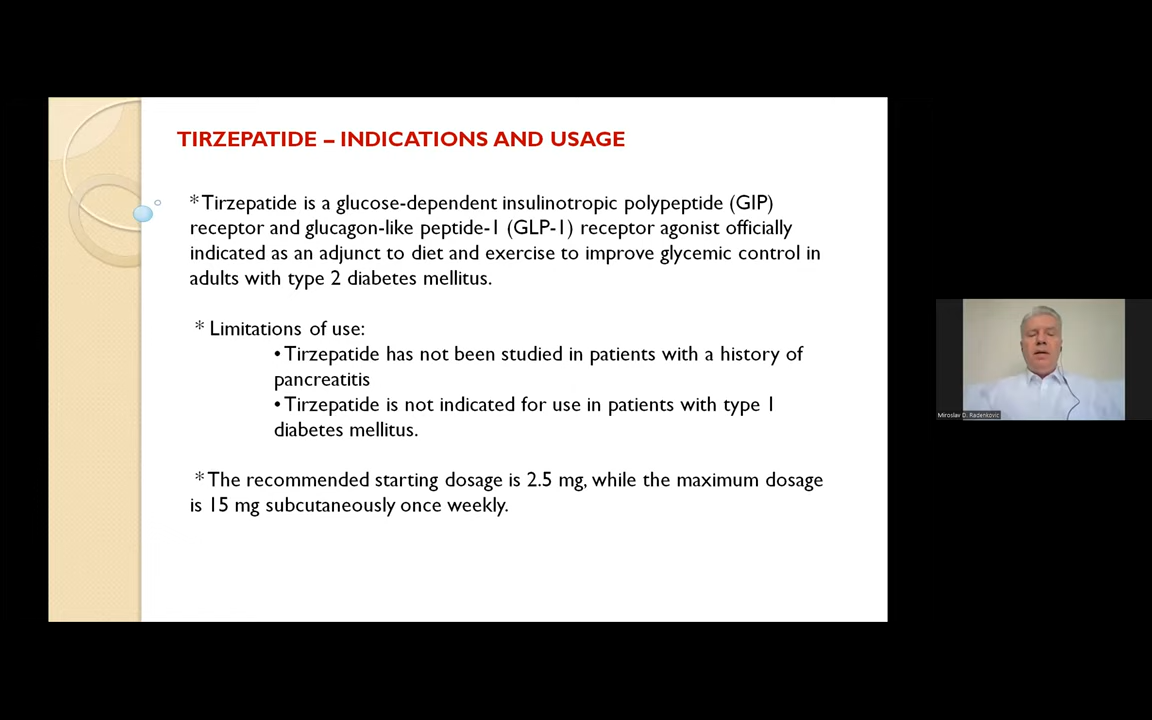 TIRZEPATIDE – INDICATIONS AND USAGE
* Tirzepatide is a glucose-dependent insulinotropic polypeptide (GIP)
receptor and glucagon-like peptide-1 (GLP-1) receptor agonist officially
indicated as an adjunct to diet and exercise to improve glycemic control in
adults with type 2 diabetes mellitus.
* Limitations of use:
• Tirzepatide has not been studied in patients with a history of
pancreatitis
• Tirzepatide is not indicated for use in patients with type 1
diabetes mellitus.
* The recommended starting dosage is 2.5 mg, while the maximum dosage
is 15 mg subcutaneously once weekly.
Miroslav D. Radenkovic